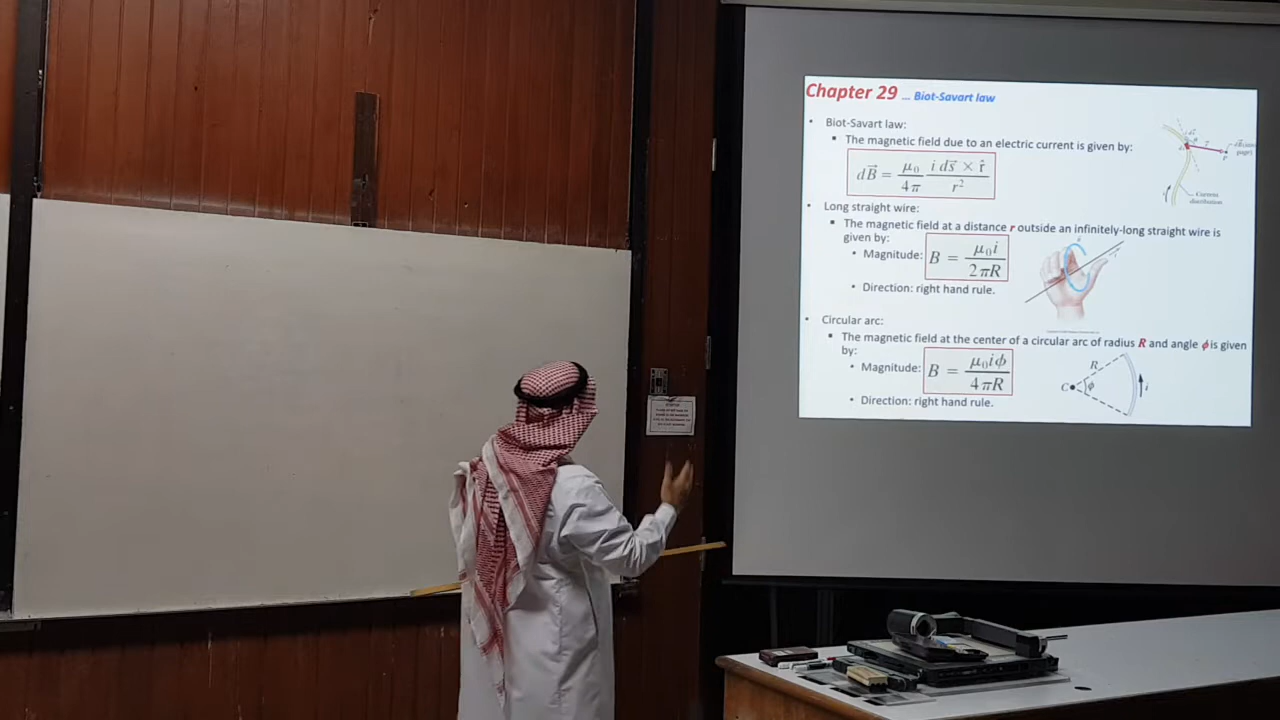 Chapter 29 ... Biot-Savart law
• Biot-Savart law:
▪ The magnetic field due to an electric current is given by:
dB⃗ = μ₀/4π i ds⃗ × r̂/r²
Current
distribution
• Long straight wire:
▪ The magnetic field at a distance r outside an infinitely-long straight wire is
given by:
• Magnitude: B = μ₀i/2πR
• Direction: right hand rule.
• Circular arc:
▪ The magnetic field at the center of a circular arc of radius R and angle ϕ is given
by:
• Magnitude: B = μ₀iϕ/4πR
R
C ϕ i
• Direction: right hand rule.